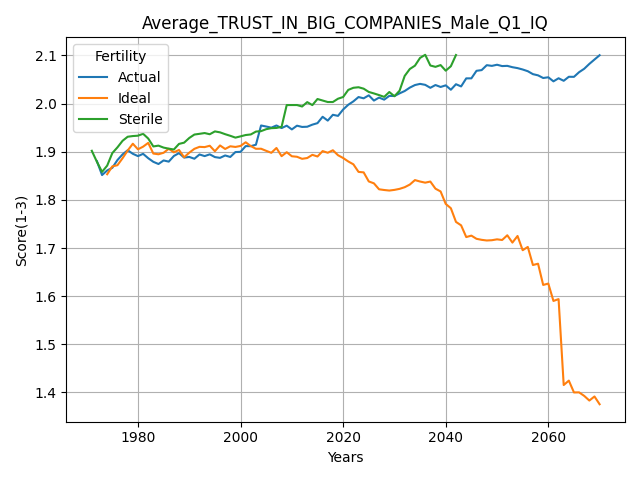 Average_TRUST_IN_BIG_COMPANIES_Male_Q1_IQ
Fertility
Actual
Ideal
Sterile
Score(1-3)
2.1
2.0
1.9
1.8
1.7
1.6
1.5
1.4
1980
2000
2020
2040
2060
Years